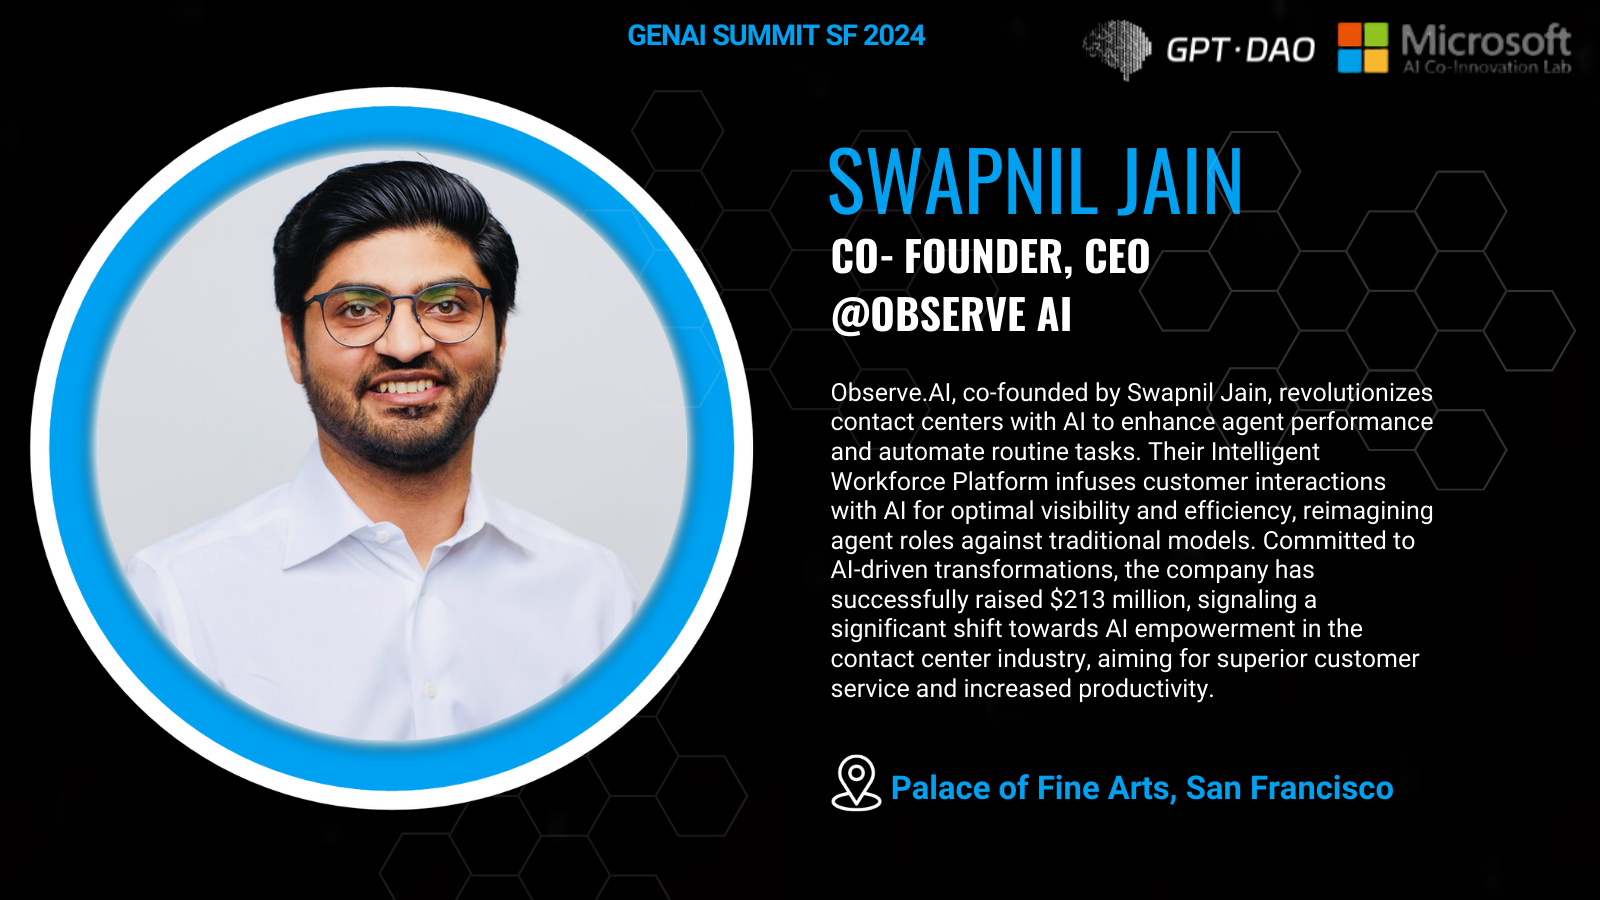 GENAI SUMMIT SF 2024
GPT·DAO
Microsoft
AI Co-Innovation Lab
SWAPNIL JAIN
CO- FOUNDER, CEO
@OBSERVE AI
Observe.AI, co-founded by Swapnil Jain, revolutionizes
contact centers with AI to enhance agent performance
and automate routine tasks. Their Intelligent
Workforce Platform infuses customer interactions
with AI for optimal visibility and efficiency, reimagining
agent roles against traditional models. Committed to
AI-driven transformations, the company has
successfully raised $213 million, signaling a
significant shift towards AI empowerment in the
contact center industry, aiming for superior customer
service and increased productivity.
Palace of Fine Arts, San Francisco